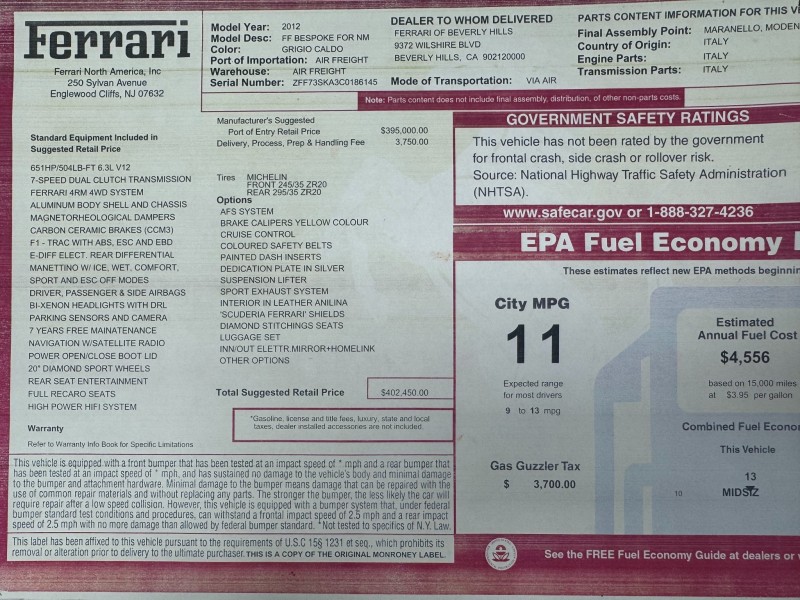 Ferrari
Ferrari North America, Inc
250 Sylvan Avenue
Englewood Cliffs, NJ 07632
Model Year: 2012
Model Desc: FF BESPOKE FOR NM
Color: GRIGIO CALDO
Port of Importation: AIR FREIGHT
Warehouse: AIR FREIGHT
Serial Number: ZFF73SKA3C0186145
DEALER TO WHOM DELIVERED
FERRARI OF BEVERLY HILLS
9372 WILSHIRE BLVD
BEVERLY HILLS, CA 902120000
Mode of Transportation: VIA AIR
PARTS CONTENT IMFORMATION FOR THIS V
Final Assembly Point: MARANELLO, MODEN
Country of Origin: ITALY
Engine Parts: ITALY
Transmission Parts: ITALY
Note: Parts content does not include final assembly, distribution, of other non-parts costs.
Standard Equipment Included in
Suggested Retail Price
651HP/504LB-FT 6.3L V12
7-SPEED DUAL CLUTCH TRANSMISSION
FERRARI 4RM 4WD SYSTEM
ALUMINUM BODY SHELL AND CHASSIS
MAGNETORHEOLOGICAL DAMPERS
CARBON CERAMIC BRAKES (CCM3)
F1 - TRAC WITH ABS, ESC AND EBD
E-DIFF ELECT. REAR DIFFERENTIAL
MANETTINO W/ ICE, WET, COMFORT,
SPORT AND ESC OFF MODES
DRIVER, PASSENGER & SIDE AIRBAGS
BI-XENON HEADLIGHTS WITH DRL
PARKING SENSORS AND CAMERA
7 YEARS FREE MAINATENANCE
NAVIGATION W/SATELLITE RADIO
POWER OPEN/CLOSE BOOT LID
20" DIAMOND SPORT WHEELS
REAR SEAT ENTERTAINMENT
FULL RECARO SEATS
HIGH POWER HIFI SYSTEM
Warranty
Refer to Warranty Info Book for Specific Limitations
Manufacturer's Suggested
Port of Entry Retail Price $395,000.00
Delivery, Process, Prep & Handling Fee 3,750.00
Tires MICHELIN
FRONT 245/35 ZR20
REAR 295/35 ZR20
Options
AFS SYSTEM
BRAKE CALIPERS YELLOW COLOUR
CRUISE CONTROL
COLOURED SAFETY BELTS
PAINTED DASH INSERTS
DEDICATION PLATE IN SILVER
SUSPENSION LIFTER
SPORT EXHAUST SYSTEM
INTERIOR IN LEATHER ANILINA
'SCUDERIA FERRARI' SHIELDS
DIAMOND STITCHINGS SEATS
LUGGAGE SET
INN/OUT ELETTR.MIRROR+HOMELINK
OTHER OPTIONS
Total Suggested Retail Price $402,450.00
*Gasoline, license and title fees, luxury, state and local
taxes, dealer installed accessories are not included.
This vehicle is equipped with a front bumper that has been tested at an impact speed of * mph and a rear bumper that
has been tested at an impact speed of * mph, and has sustained no damage to the vehicle's body and minimal damage
to the bumper and attachment hardware. Minimal damage to the bumper means damage that can be repaired with the
use of common repair materials and without replacing any parts. The stronger the bumper, the less likely the car will
require repair after a low speed collision. However, this vehicle is equipped with a bumper system that, under federal
bumper standard test conditions and procedures, can withstand a frontal impact of 2.5 mph and a rear impact
speed of 2.5 mph with no more damage than allowed by federal bumper standard. *Not tested to specifics of N.Y. Law.
This label has been affixed to this vehicle pursuant to the requirements of U.S.C 15§ 1231 et seq., which prohibits its
removal or alteration prior to delivery to the ultimate purchaser. THIS IS A COPY OF THE ORIGINAL MONRONEY LABEL.
GOVERNMENT SAFETY RATINGS
This vehicle has not been rated by the government
for frontal crash, side crash or rollover risk.
Source: National Highway Traffic Safety Administration
(NHTSA).
www.safecar.gov or 1-888-327-4236
EPA Fuel Economy
These estimates reflect new EPA methods beginnin
City MPG
11
Expected range
for most drivers
9 to 13 mpg
Gas Guzzler Tax
$ 3,700.00
Estimated
Annual Fuel Cost
$4,556
based on 15,000 miles
at $3.95 per gallon
Combined Fuel Econo
This Vehicle
13
10
MIDSIZ
See the FREE Fuel Economy Guide at dealers or